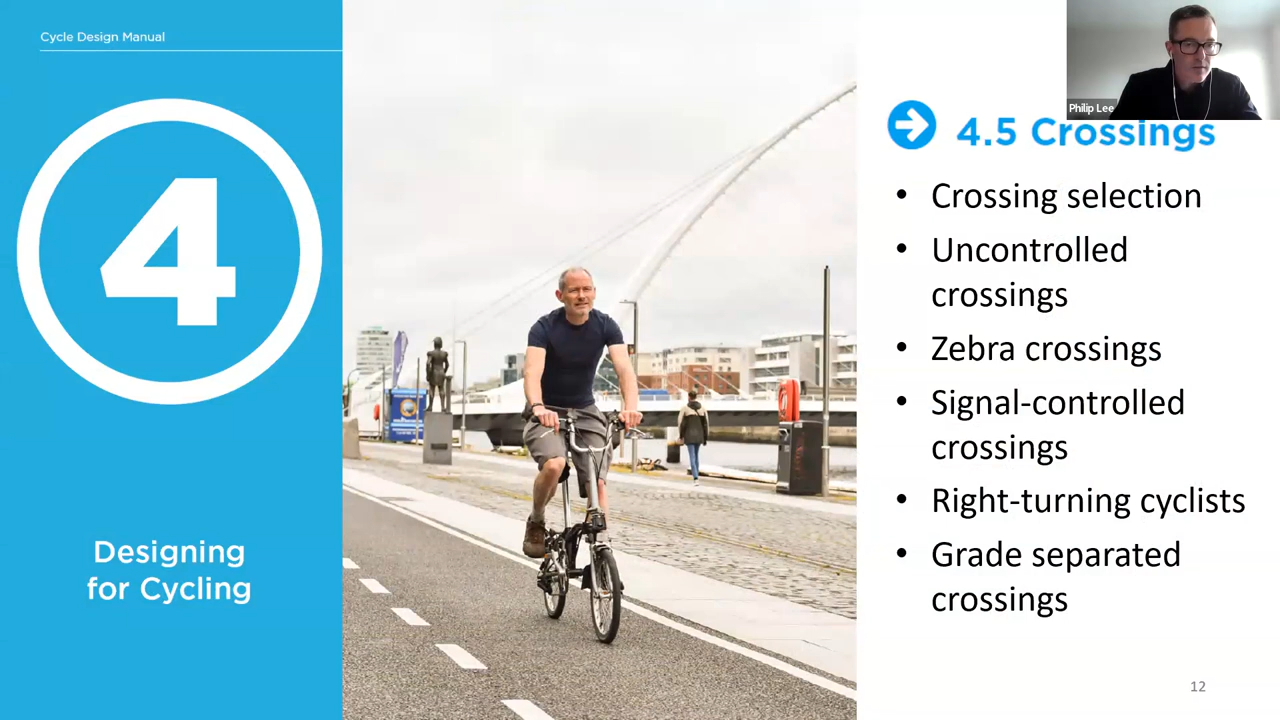 Cycle Design Manual
4
Designing
for Cycling
Philip Lee
4.5 Crossings
• Crossing selection
• Uncontrolled
crossings
• Zebra crossings
• Signal-controlled
crossings
• Right-turning cyclists
• Grade separated
crossings
12